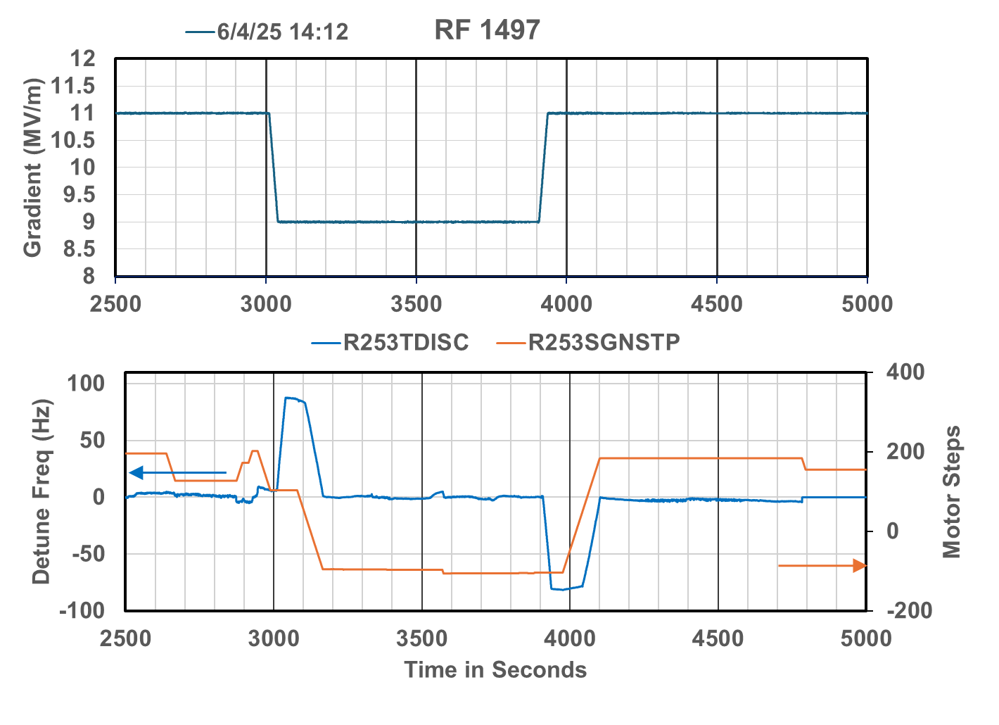 6/4/25 14:12
RF 1497
Gradient (MV/m)
12
11.5
11
10.5
10
9.5
9
8.5
8
2500 3000 3500 4000 4500 5000
R253TDISC R253SGNSTP
Detune Freq (Hz)
100
50
0
-50
-100
400
200
0
-200
Motor Steps
2500 3000 3500 4000 4500 5000
Time in Seconds